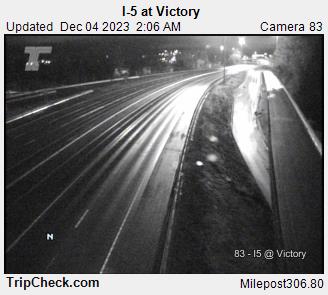 I-5 at Victory
Updated Dec 04 2023 2:06 AM Camera 83
T
N
83 - I5 @ Victory
TripCheck.com Milepost306.80